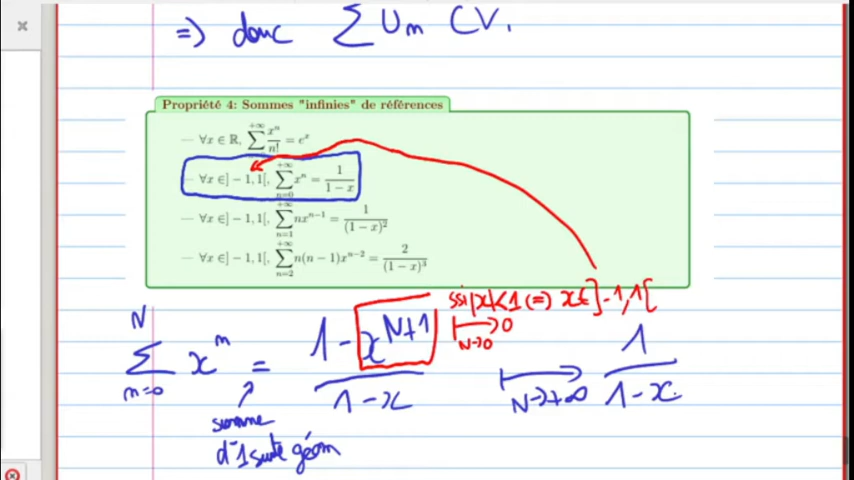 => donc ∑ Un CV.
Propriété 4: Sommes "infinies" de références
— ∀x ∈ ℝ, ∑_{n=0}^{+∞} x^n/n! = e^x
— ∀x ∈] − 1, 1[, ∑_{n=0}^{+∞} x^n = 1/(1 − x)
— ∀x ∈] − 1, 1[, ∑_{n=1}^{+∞} nx^{n−1} = 1/(1 − x)^2
— ∀x ∈] − 1, 1[, ∑_{n=2}^{+∞} n(n − 1)x^{n−2} = 2/(1 − x)^3
ssi |x| < 1 (=) x ∈ ] -1, 1 [
∑_{n=0}^{N} x^n = (1 - x^{N+1})/(1 - x) ↦ 0 N→0 ↦ N→+∞ 1/(1 - x)
somme
d'1 suite géom